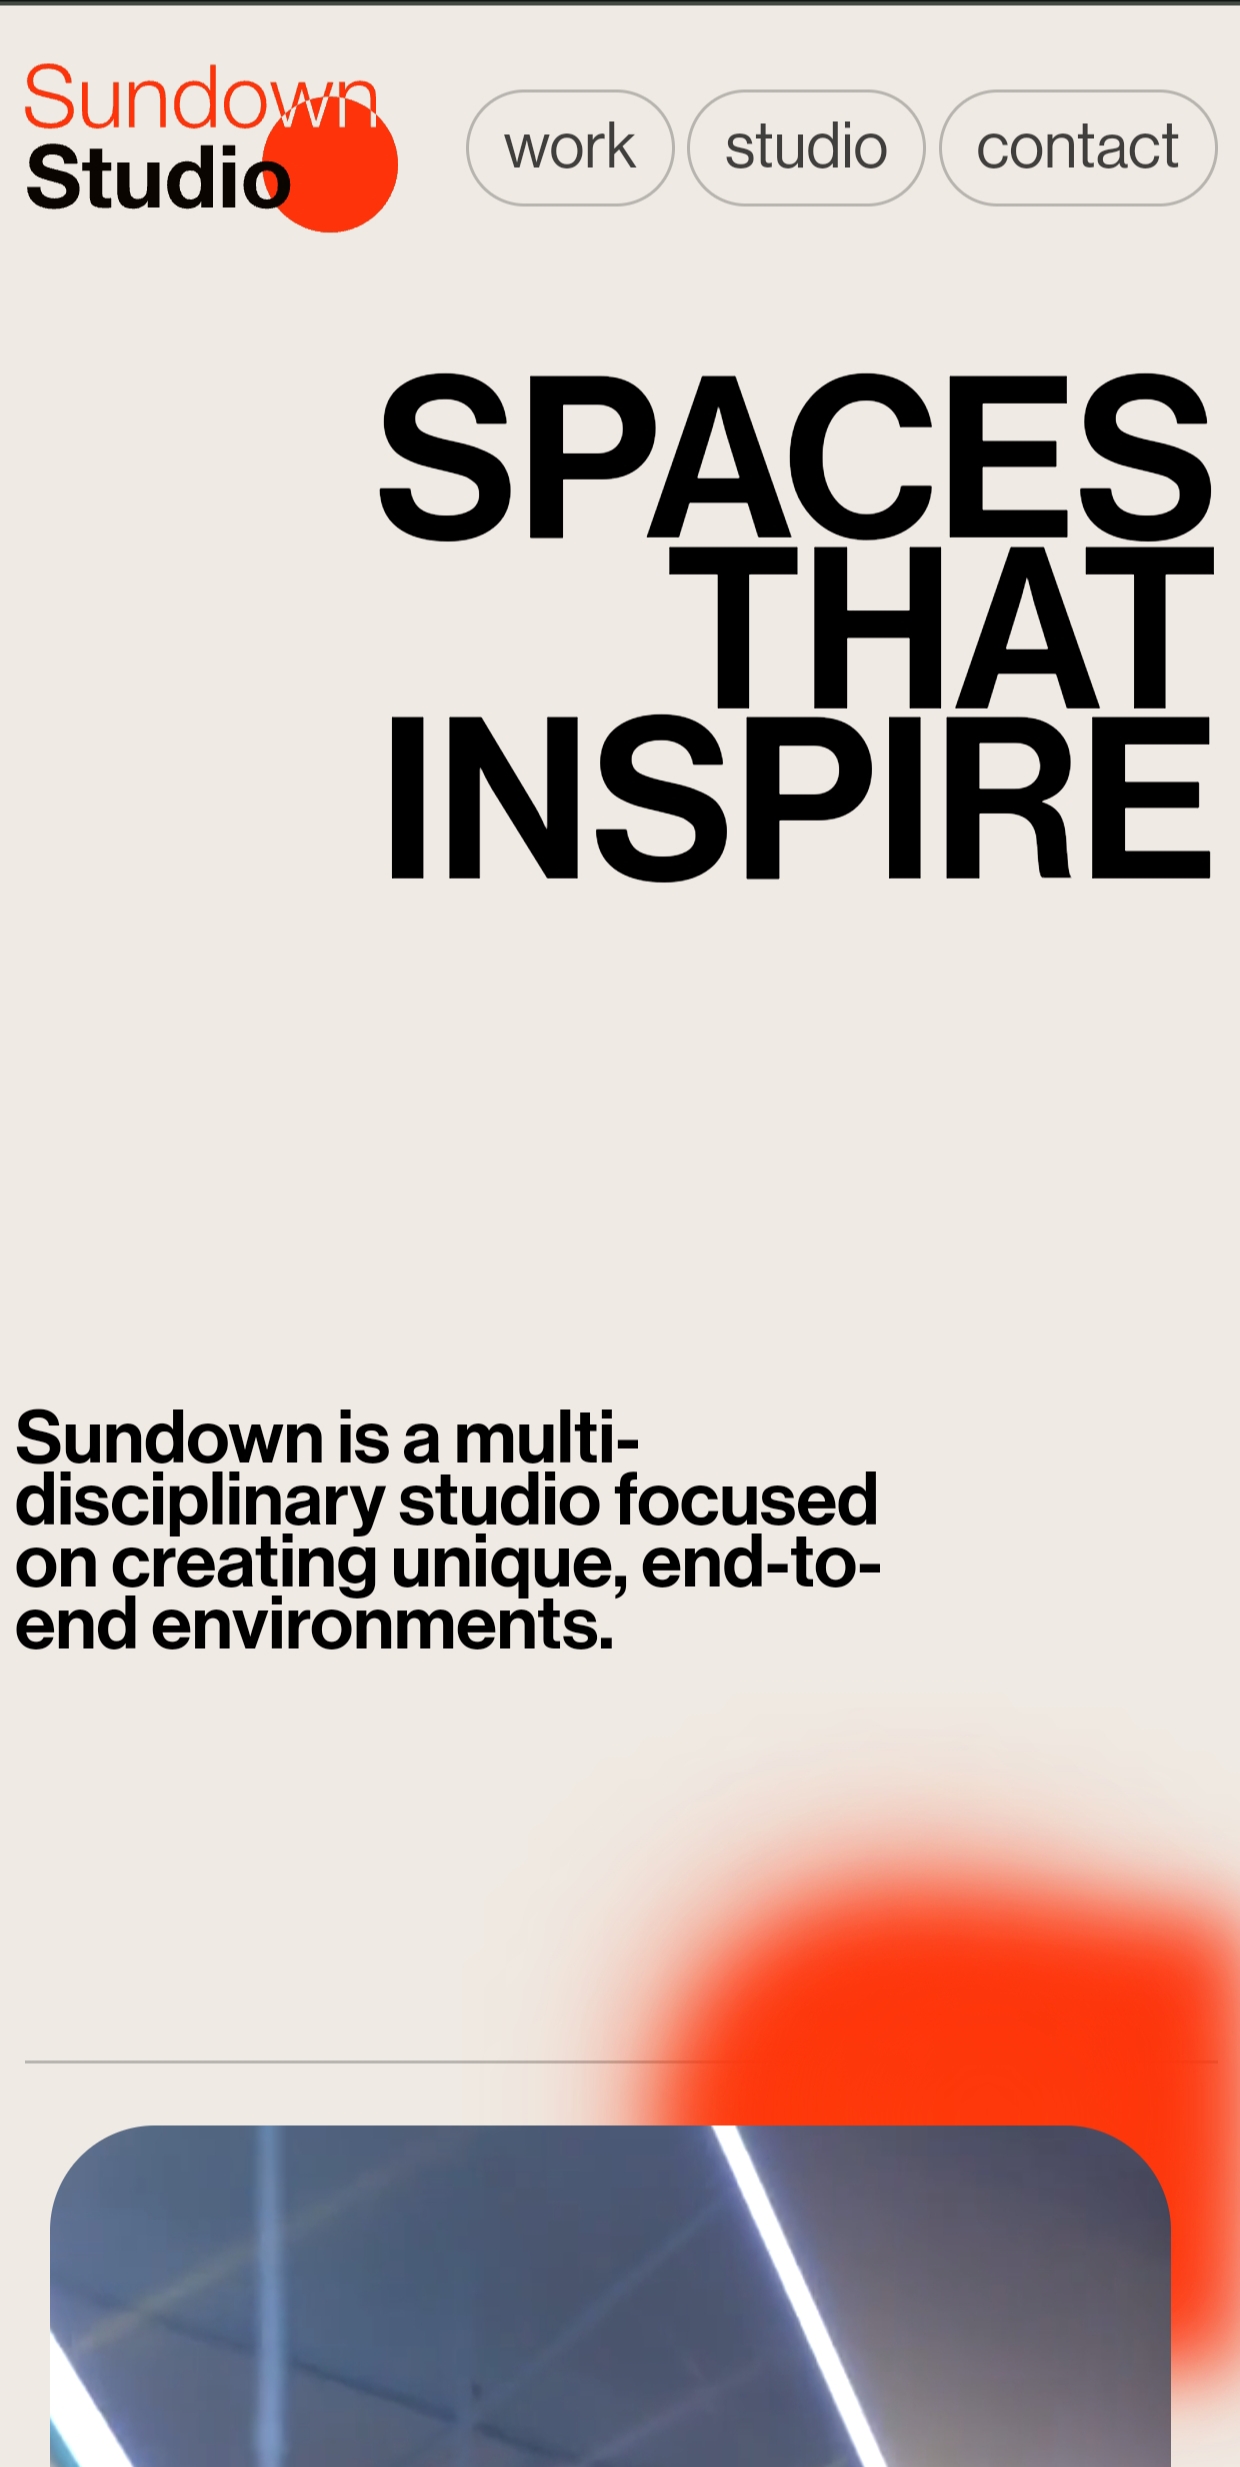 Sundown
Studio
work
studio
contact
SPACES
THAT
INSPIRE
Sundown is a multi-
disciplinary studio focused
on creating unique, end-to-
end environments.